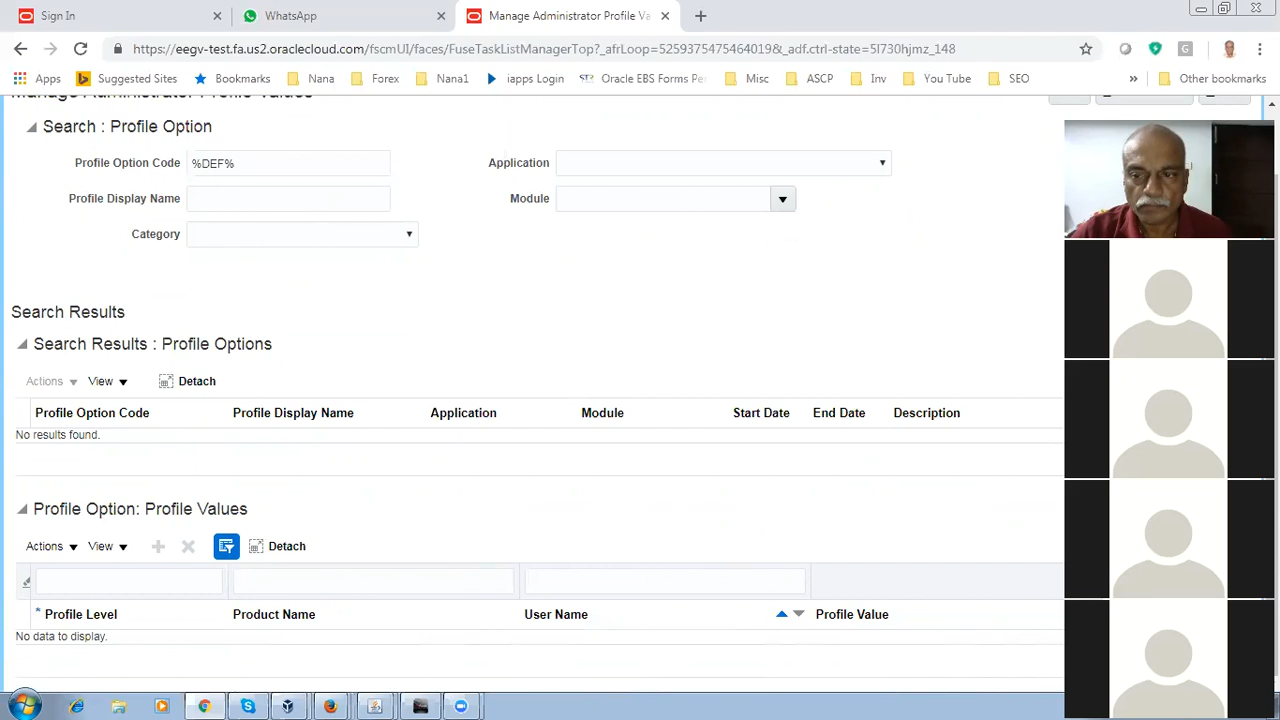 Sign In
WhatsApp
Manage Administrator Profile Va
https://eegv-test.fa.us2.oraclecloud.com/fscmUI/faces/FuseTaskListManagerTop?_afrLoop=5259375475464019&_adf.ctrl-state=5l730hjmz_148
Apps Suggested Sites Bookmarks Nana Forex Nana1 iapps Login Oracle EBS Forms Pe Misc ASCP Inv You Tube SEO Other bookmarks
Manage Administrator Profile Values
Search : Profile Option
Profile Option Code %DEF% Application
Profile Display Name Module
Category
Search Results
Search Results : Profile Options
Actions View Detach
Profile Option Code Profile Display Name Application Module Start Date End Date Description
No results found.
Profile Option: Profile Values
Actions View Detach
* Profile Level Product Name User Name Profile Value
No data to display.